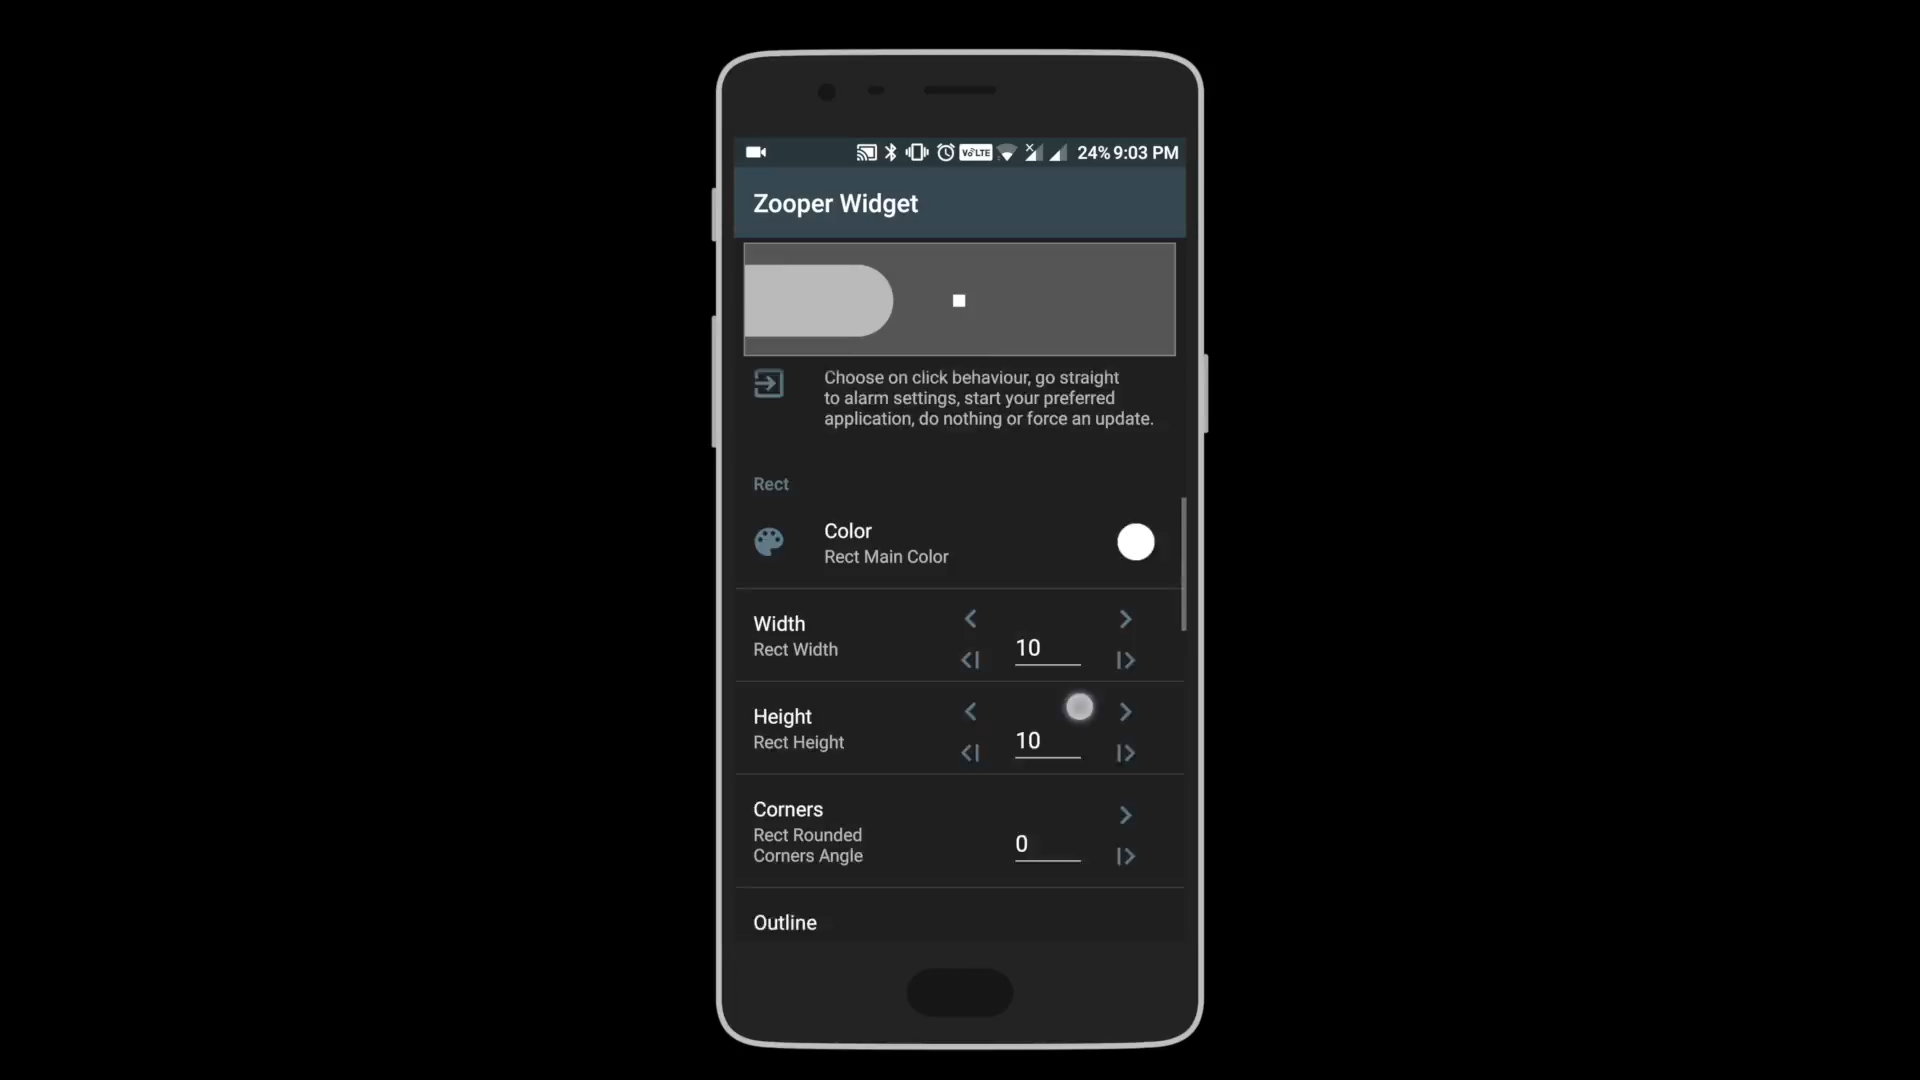 VoLTE 24% 9:03 PM
Zooper Widget
Choose on click behaviour, go straight
to alarm settings, start your preferred
application, do nothing or force an update.
Rect
Color
Rect Main Color
Width
Rect Width
10
Height
Rect Height
10
Corners
Rect Rounded
Corners Angle
0
Outline